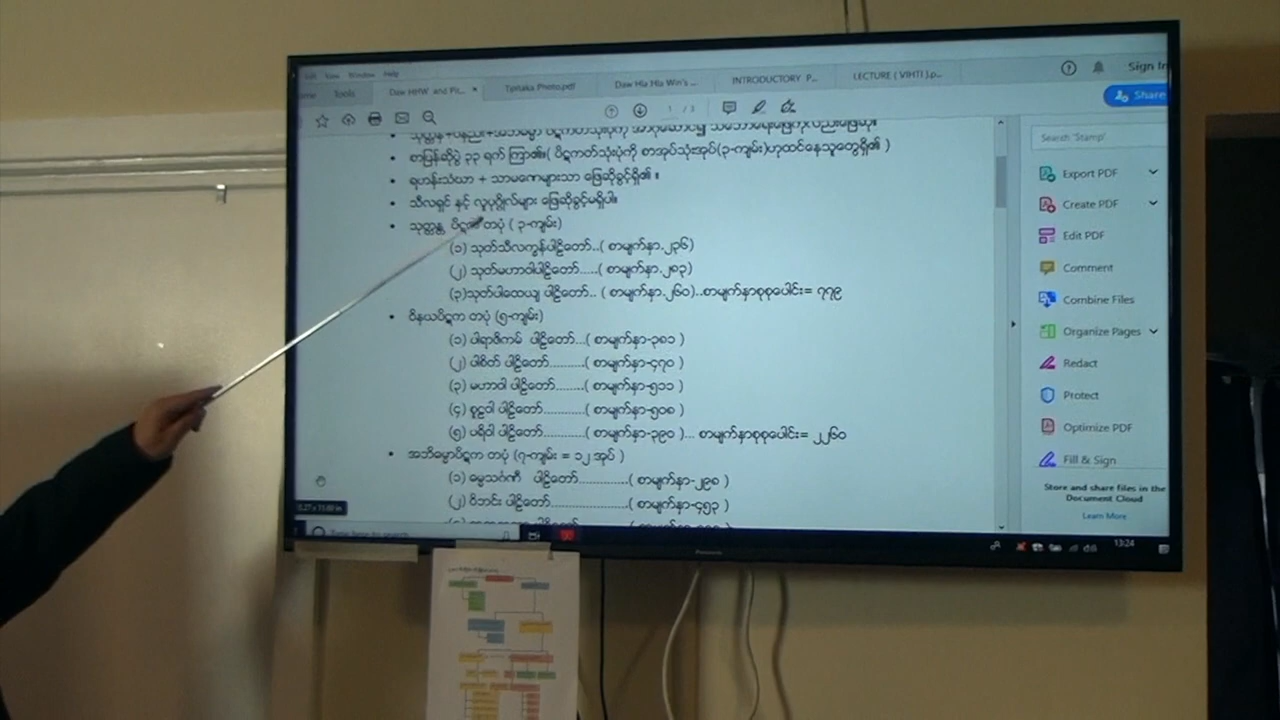 Window Help
Sign In
Tools
Daw HHW and Pit...
Tipitaka Photo.pdf
Daw Hla Hla Win's ...
INTRODUCTORY P...
LECTURE ( VIHTI ).p...
Share
• စာပြန်ဆိုပွဲ ၃၃ ရက် ကြာ၏။( ပိဋကတ်သုံးပုံကို စာအုပ်သုံးအုပ်(၃-ကျမ်း)ဟုထင်နေသူတွေရှိ၏ )
• ရဟန်းသံဃာ + သာမဏေများသာ ဖြေဆိုခွင့်ရှိ၏ ။
• သီလရှင် နှင့် လူပုဂ္ဂိုလ်များ ဖြေဆိုခွင့်မရှိပါ။
• သုတ္တန္တ ပိဋကတ်တပုံ ( ၃-ကျမ်း)
(၁) သုတ်သီလက္ခန်ပါဠိတော်..( စာမျက်နှာ.၂၃၆)
(၂) သုတ်မဟာဝါပါဠိတော်.....( စာမျက်နှာ.၂၈၃)
(၃)သုတ်ပါထေယျ ပါဠိတော်.. ( စာမျက်နှာ.၂၆၀)..စာမျက်နှာစုစုပေါင်း= ၇၇၉
• ဝိနယပိဋက တပုံ (၅-ကျမ်း)
(၁) ပါရာဇိကမ် ပါဠိတော်...( စာမျက်နှာ-၃၈၁ )
(၂) ပါစိတ် ပါဠိတော်..........( စာမျက်နှာ-၄၇၀ )
(၃) မဟာဝါ ပါဠိတော်........( စာမျက်နှာ-၅၁၁ )
(၄) စူဠဝါ ပါဠိတော်............( စာမျက်နှာ-၅၀၈ )
(၅) ပရိဝါ ပါဠိတော်............( စာမျက်နှာ-၃၉၀ )... စာမျက်နှာစုစုပေါင်း= ၂၂၆၀
• အဘိဓမ္မာပိဋက တပုံ (၇-ကျမ်း = ၁၂ အုပ် )
(၁) ဓမ္မသင်္ဂဏီ ပါဠိတော်..............( စာမျက်နှာ-၂၉၈ )
(၂) ဝိဘင်း ပါဠိတော်......................( စာမျက်နှာ-၄၅၃ )
Search 'Stamp'
Export PDF
Create PDF
Edit PDF
Comment
Combine Files
Organize Pages
Redact
Protect
Optimize PDF
Fill & Sign
Store and share files in the
Document Cloud
Learn More
13:24
Panasonic